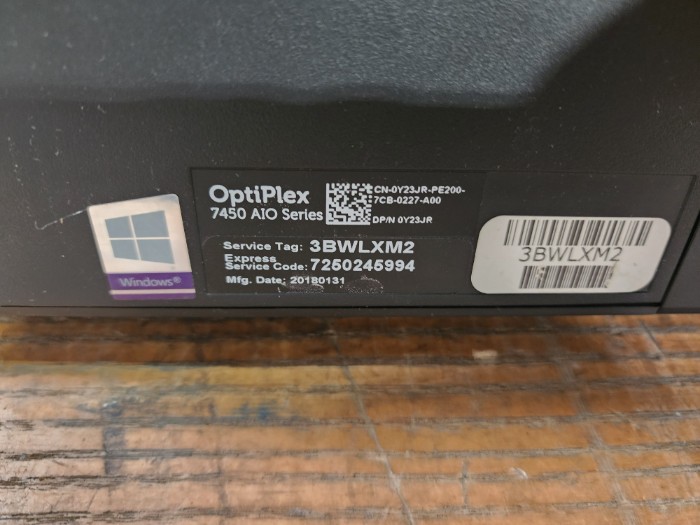 OptiPlex
7450 AIO Series
CN-0Y23JR-PE200-
7CB-0227-A00
DP/N 0Y23JR
Service Tag: 3BWLXM2
Express
Service Code: 7250245994
Mfg. Date: 20180131
Windows®
3BWLXM2